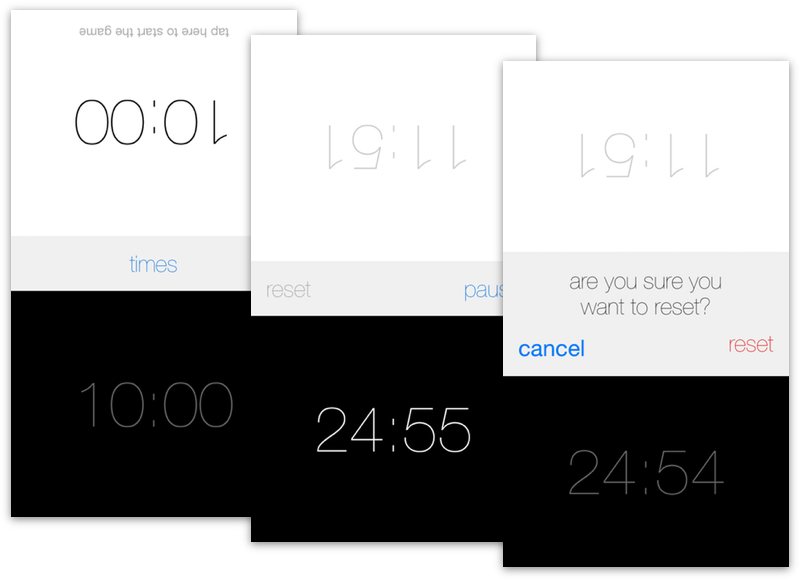 tap here to start the game
10:00
times
10:00
11:51
reset paus
24:55
11:51
are you sure you
want to reset?
cancel reset
24:54